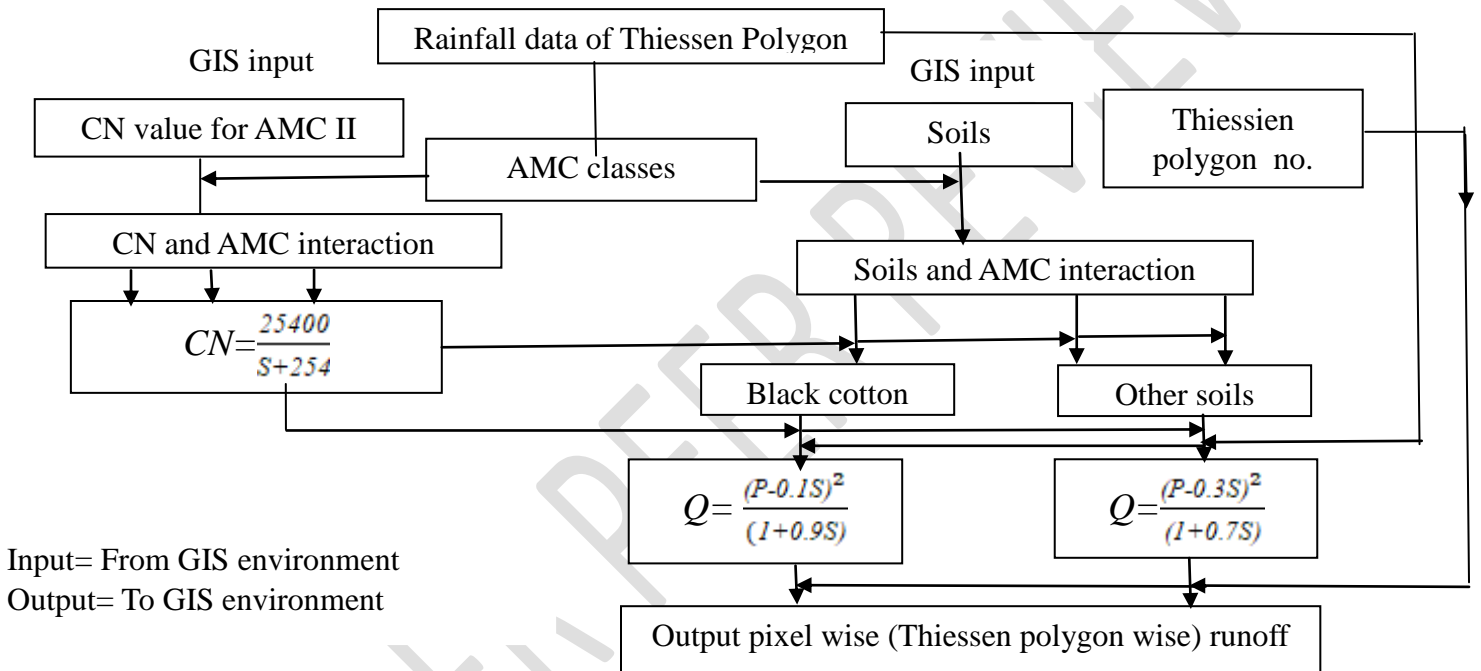 Rainfall data of Thiessen Polygon
GIS input
GIS input
CN value for AMC II
AMC classes
Soils
Thiessien
polygon no.
CN and AMC interaction
Soils and AMC interaction
CN=25400/S+254
Black cotton
Other soils
Q= (P-0.1S)²/(1+0.9S)
Q=(P-0.3S)²/(1+0.7S)
Input= From GIS environment
Output= To GIS environment
Output pixel wise (Thiessen polygon wise) runoff
PEER REVIEW